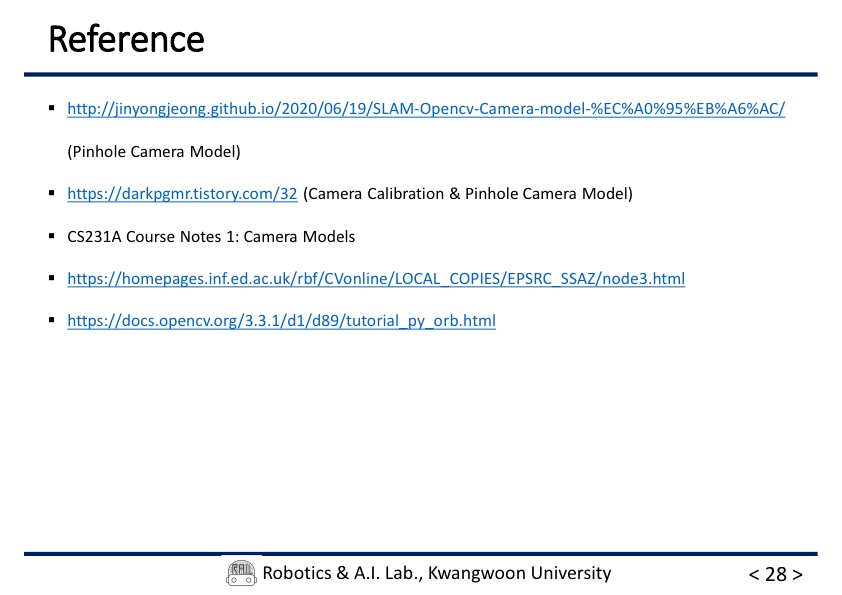 Reference
▪ http://jinyongjeong.github.io/2020/06/19/SLAM-Opencv-Camera-model-%EC%A0%95%EB%A6%AC/
(Pinhole Camera Model)
▪ https://darkpgmr.tistory.com/32 (Camera Calibration & Pinhole Camera Model)
▪ CS231A Course Notes 1: Camera Models
▪ https://homepages.inf.ed.ac.uk/rbf/CVonline/LOCAL_COPIES/EPSRC_SSAZ/node3.html
▪ https://docs.opencv.org/3.3.1/d1/d89/tutorial_py_orb.html
RAIL Robotics & A.I. Lab., Kwangwoon University < 28 >